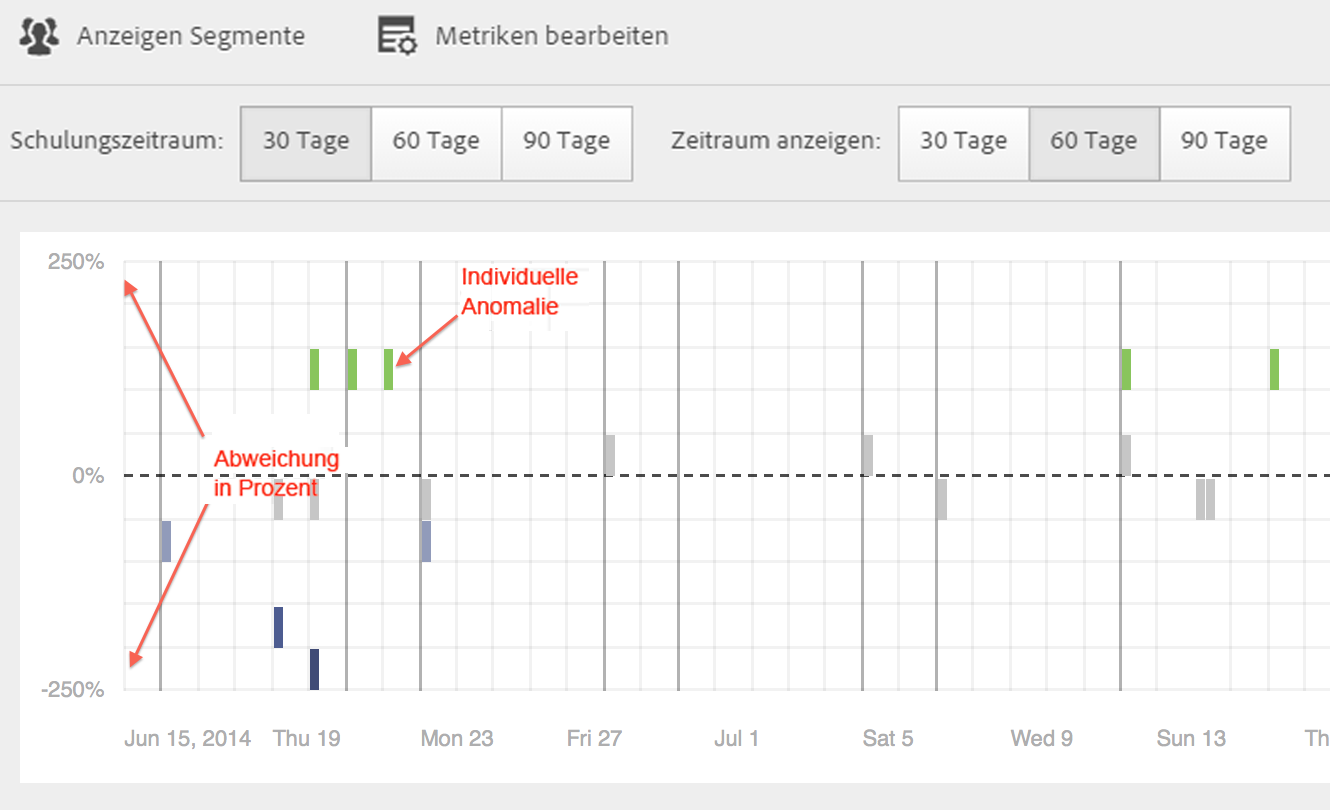 Anzeigen Segmente
Metriken bearbeiten
Schulungszeitraum:
30 Tage
60 Tage
90 Tage
Zeitraum anzeigen:
30 Tage
60 Tage
90 Tage
250%
Individuelle
Anomalie
Abweichung
0%
in Prozent
-250%
Jun 15, 2014
Thu 19
Mon 23
Fri 27
Jul 1
Sat 5
Wed 9
Sun 13
Th